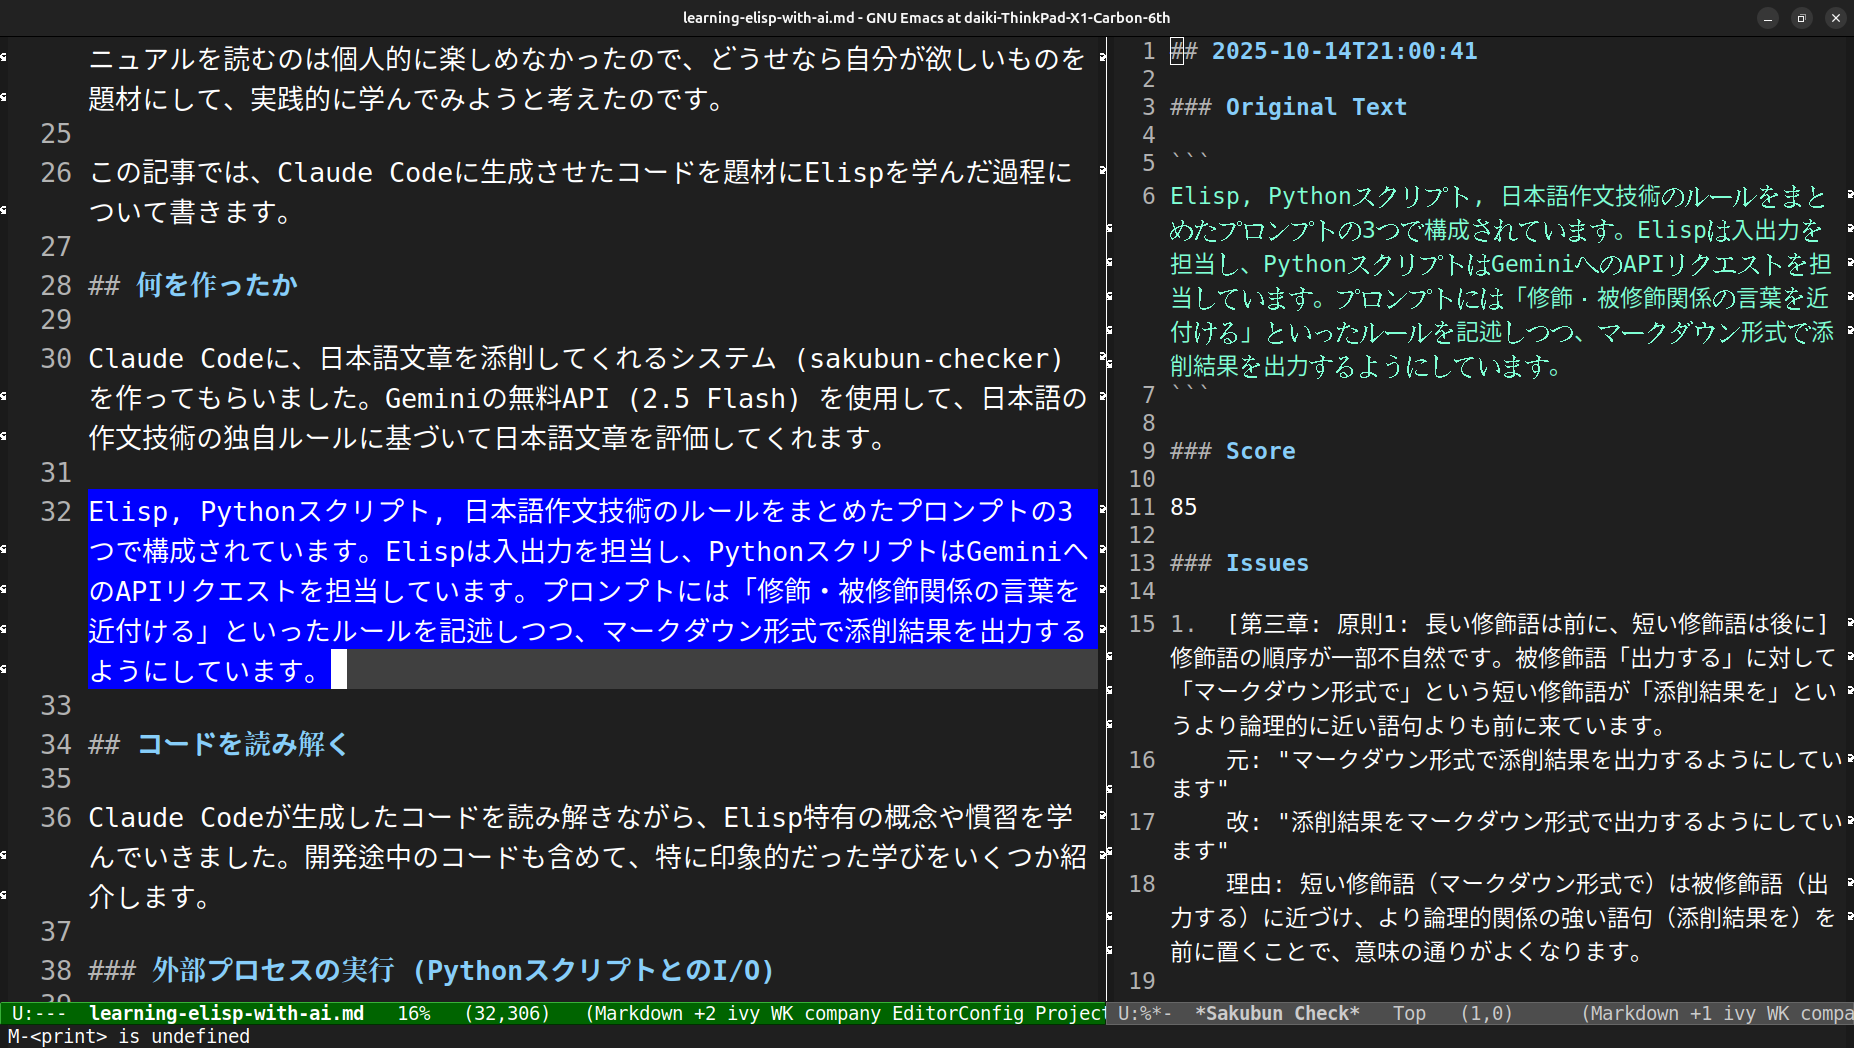 learning-elisp-with-ai.md - GNU Emacs at daiki-ThinkPad-X1-Carbon-6th
ニュアルを読むのは個人的に楽しめなかったので、どうせなら自分が欲しいものを
題材にして、実践的に学んでみようと考えたのです。
25
26 この記事では、Claude Codeに生成させたコードを題材にElispを学んだ過程に
ついて書きます。
27
28 ## 何を作ったか
29
30 Claude Codeに、日本語文章を添削してくれるシステム (sakubun-checker)
を作ってもらいました。Geminiの無料API (2.5 Flash) を使用して、日本語の
作文技術の独自ルールに基づいて日本語文章を評価してくれます。
31
32 Elisp, Pythonスクリプト, 日本語作文技術のルールをまとめたプロンプトの3
つで構成されています。Elispは入出力を担当し、PythonスクリプトはGeminiへ
のAPIリクエストを担当しています。プロンプトには「修飾・被修飾関係の言葉を
近付ける」といったルールを記述しつつ、マークダウン形式で添削結果を出力する
ようにしています。
33
34 ## コードを読み解く
35
36 Claude Codeが生成したコードを読み解きながら、Elisp特有の概念や慣習を学
んでいきました。開発途中のコードも含めて、特に印象的だった学びをいくつか紹
介します。
37
38 ### 外部プロセスの実行 (PythonスクリプトとのI/O)
39
U:--- learning-elisp-with-ai.md 16% (32,306) (Markdown +2 ivy WK company EditorConfig Project
1 ## 2025-10-14T21:00:41
2
3 ### Original Text
4
5 ```
6 Elisp, Pythonスクリプト, 日本語作文技術のルールをまと
めたプロンプトの3つで構成されています。Elispは入出力を
担当し、PythonスクリプトはGeminiへのAPIリクエストを担
当しています。プロンプトには「修飾・被修飾関係の言葉を近
付ける」といったルールを記述しつつ、マークダウン形式で添
削結果を出力するようにしています。
7 ```
8
9 ### Score
10
11 85
12
13 ### Issues
14
15 1. [第三章: 原則1: 長い修飾語は前に、短い修飾語は後に]
修飾語の順序が一部不自然です。被修飾語「出力する」に対して
「マークダウン形式で」という短い修飾語が「添削結果を」とい
うより論理的に近い語句よりも前に来ています。
16 元: "マークダウン形式で添削結果を出力するようにしてい
ます"
17 改: "添削結果をマークダウン形式で出力するようにしてい
ます"
18 理由: 短い修飾語（マークダウン形式で）は被修飾語（出
力する）に近づけ、より論理的関係の強い語句（添削結果を）を
前に置くことで、意味の通りがよくなります。
19
U:%*- *Sakubun Check* Top (1,0) (Markdown +1 ivy WK compa
M-<print> is undefined